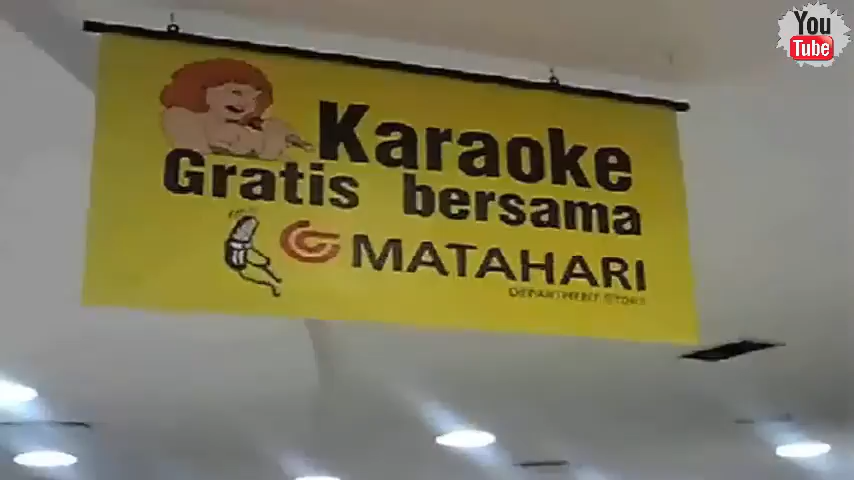 You
Tube
Karaoke
Gratis bersama
MATAHARI
DEPARTMENT STORE